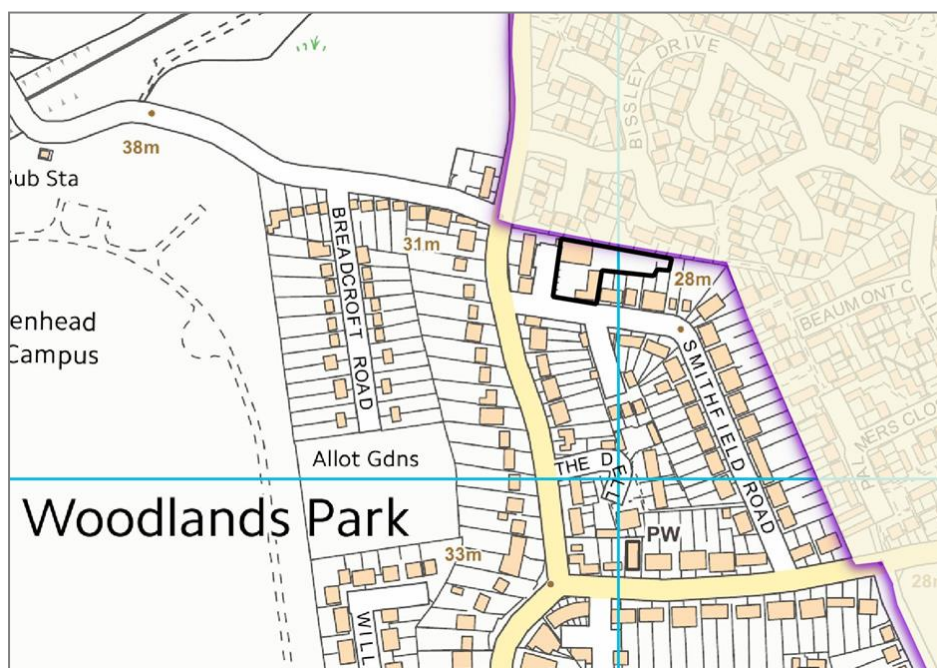 BISSLEY DRIVE
38m
Sub Sta
BREADCROFT ROAD
31m
28m
BEAUMONT C
enhead
Campus
SMITHFIELD ROAD
Allot Gdns
THE DELL
Woodlands Park
PW
33m
28m
WILL